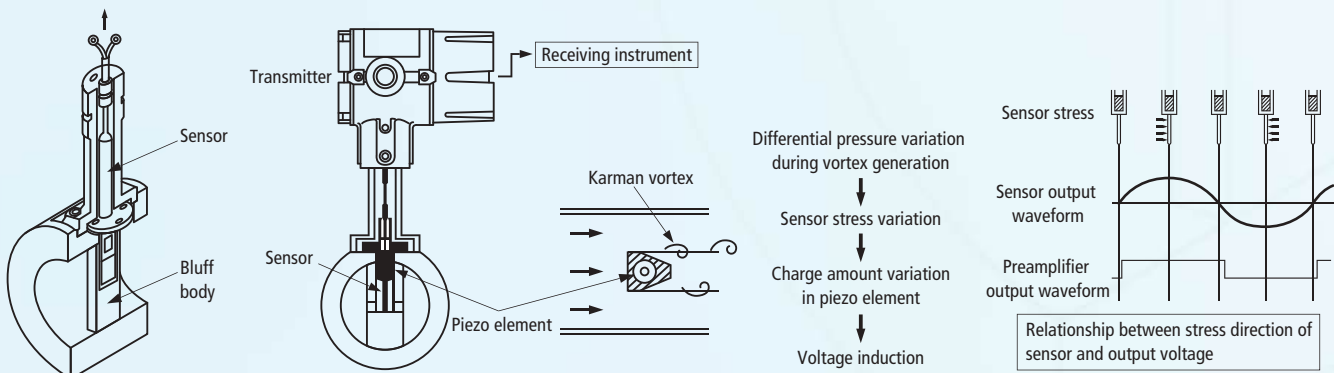 Sensor
Bluff
body
Transmitter
Receiving instrument
Sensor
Piezo element
Karman vortex
Differential pressure variation
during vortex generation
Sensor stress variation
Charge amount variation
in piezo element
Voltage induction
Sensor stress
Sensor output
waveform
Preamplifier
output waveform
Relationship between stress direction of
sensor and output voltage